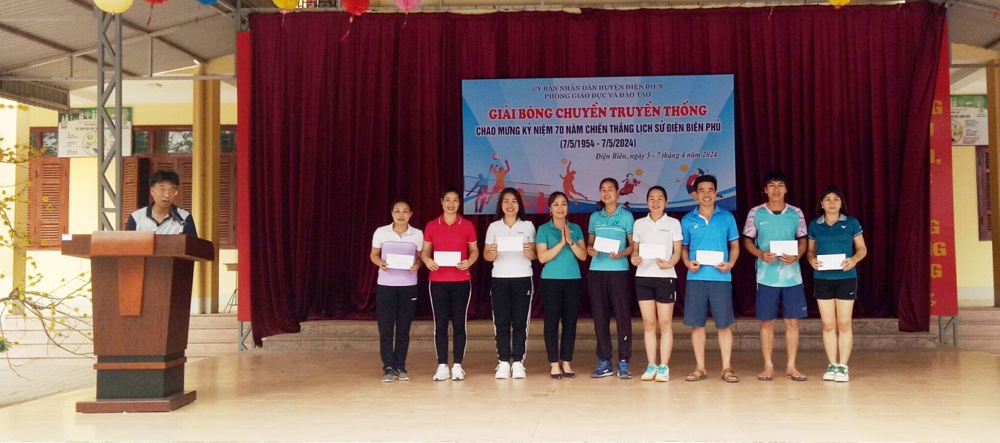 ỦY BAN NHÂN DÂN HUYỆN ĐIỆN BIÊN
PHÒNG GIÁO DỤC VÀ ĐÀO TẠO
GIẢI BÓNG CHUYỀN TRUYỀN THỐNG
CHÀO MỪNG KỶ NIỆM 70 NĂM CHIẾN THẮNG LỊCH SỬ ĐIỆN BIÊN PHỦ
(7/5/1954 - 7/5/2024)
Điện Biên, ngày 5 - 7 tháng 4 năm 2024